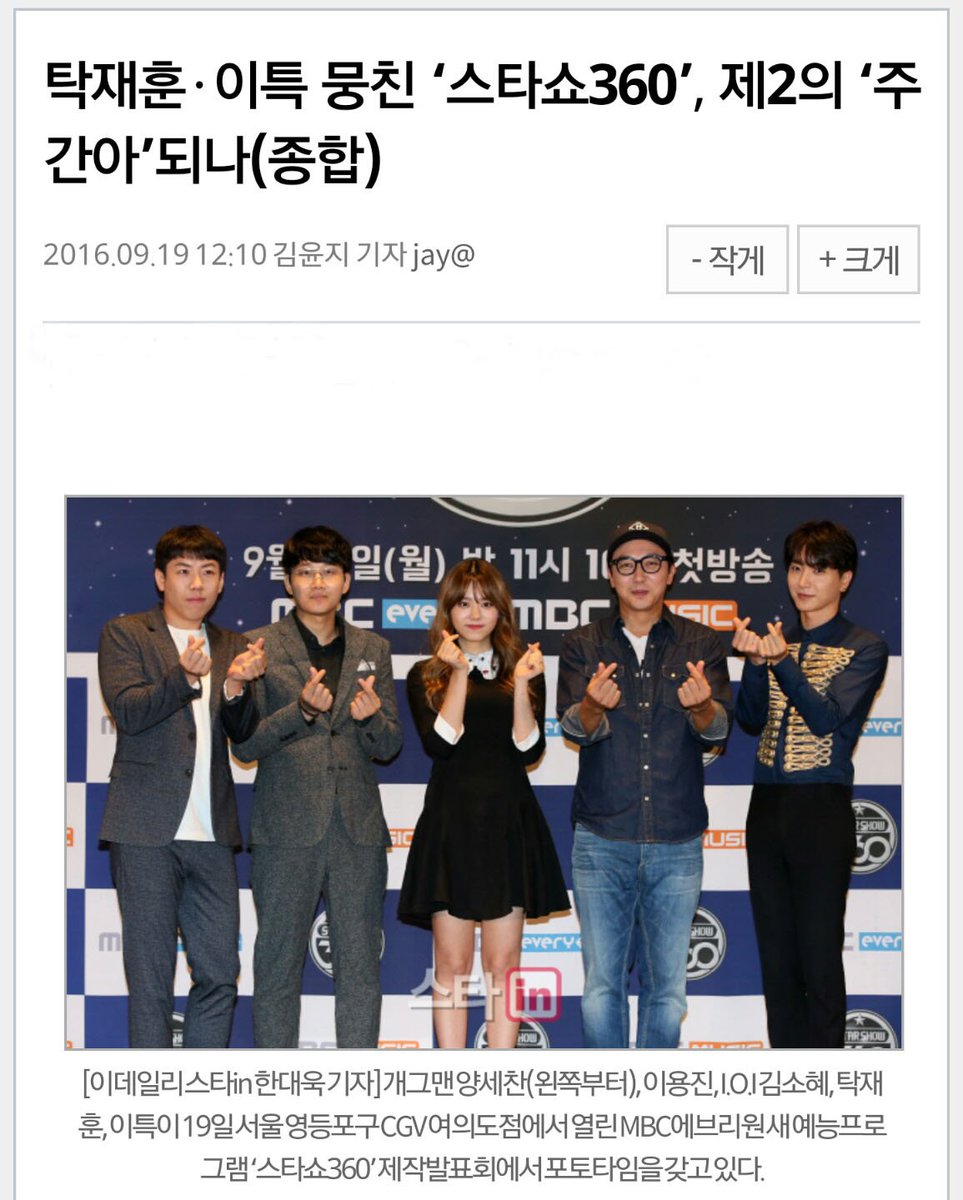 탁재훈·이특 뭉친 ‘스타쇼360’, 제2의 ‘주
간아’되나(종합)
2016.09.19 12:10 김윤지 기자 jay@
- 작게
+ 크게
9월 일(월) 밤 11시 첫방송
MBC eve MBC MUSIC
스타in
[이데일리 스타in 한대욱 기자] 개그맨 양세찬(왼쪽부터), 이용진, I.O.I 김소혜, 탁재
훈, 이특이 19일 서울 영등포구 CGV여의도점에서 열린 MBC에브리원 새 예능프로
그램 ‘스타쇼360’ 제작발표회에서 포토타임을 갖고 있다.